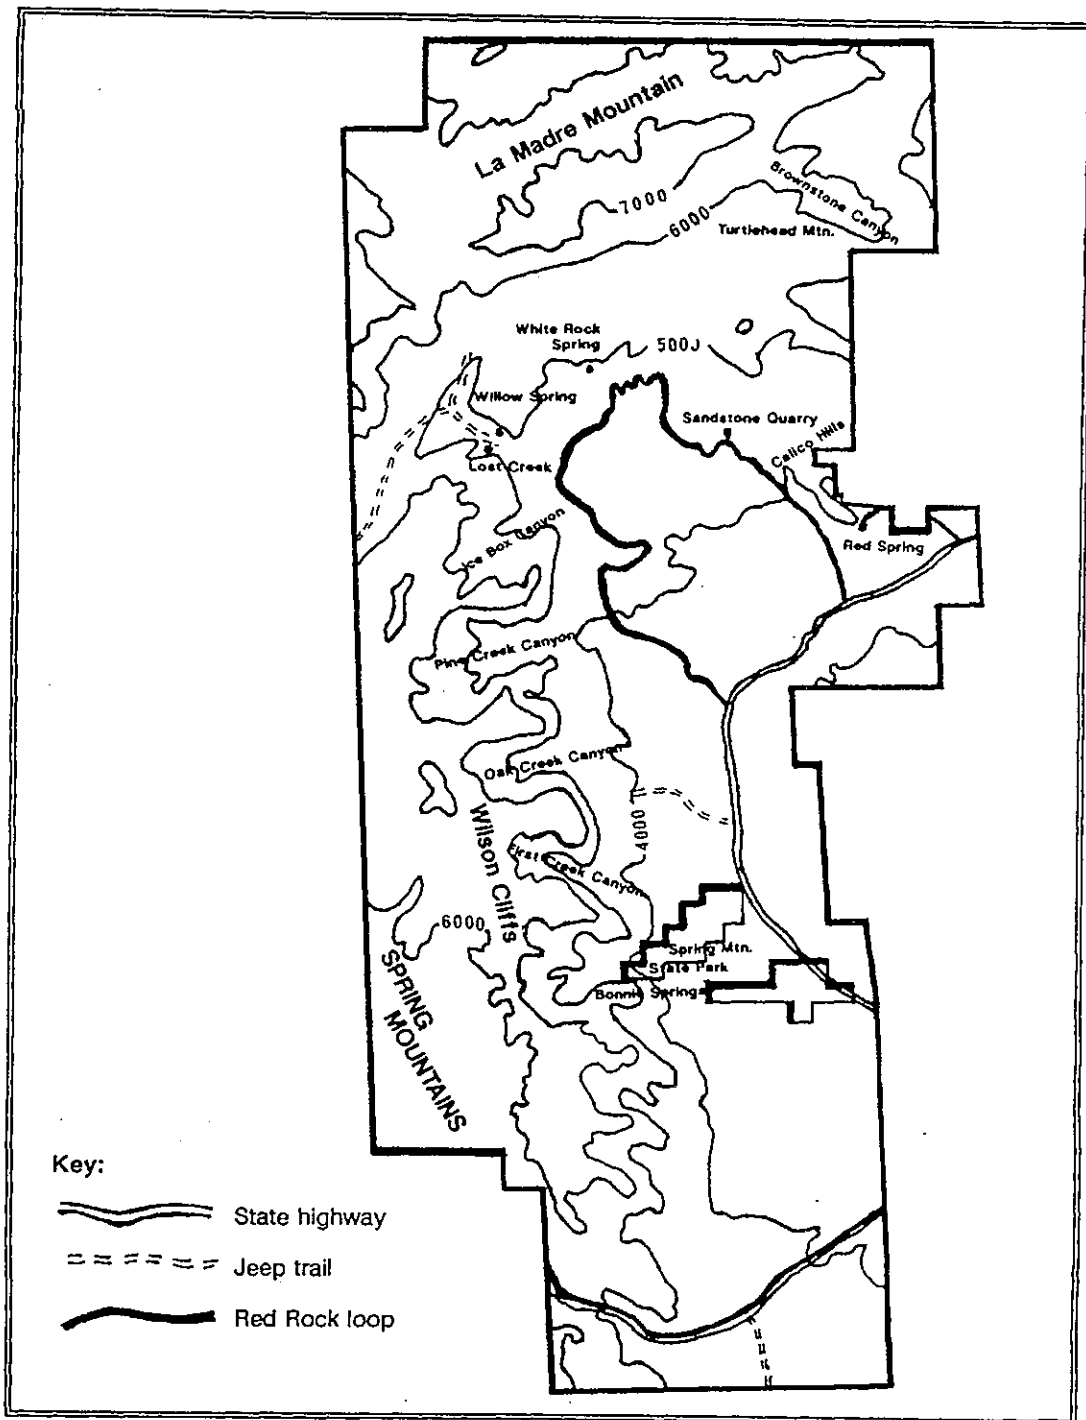 La Madre Mountain
Brownstone Canyon
7000
6000
Turtlehead Mtn.
White Rock
Spring
500J
Willow Spring
Sandstone Quarry
Calico Hills
Lost Creek
Ice Box Canyon
Red Spring
Pine Creek Canyon
Oak Creek Canyon
4000
Wilson Cliffs
First Creek Canyon
6000
Spring Mtn.
State Park
SPRING
MOUNTAINS
Bonnie Springs
Key:
State highway
Jeep trail
Red Rock loop